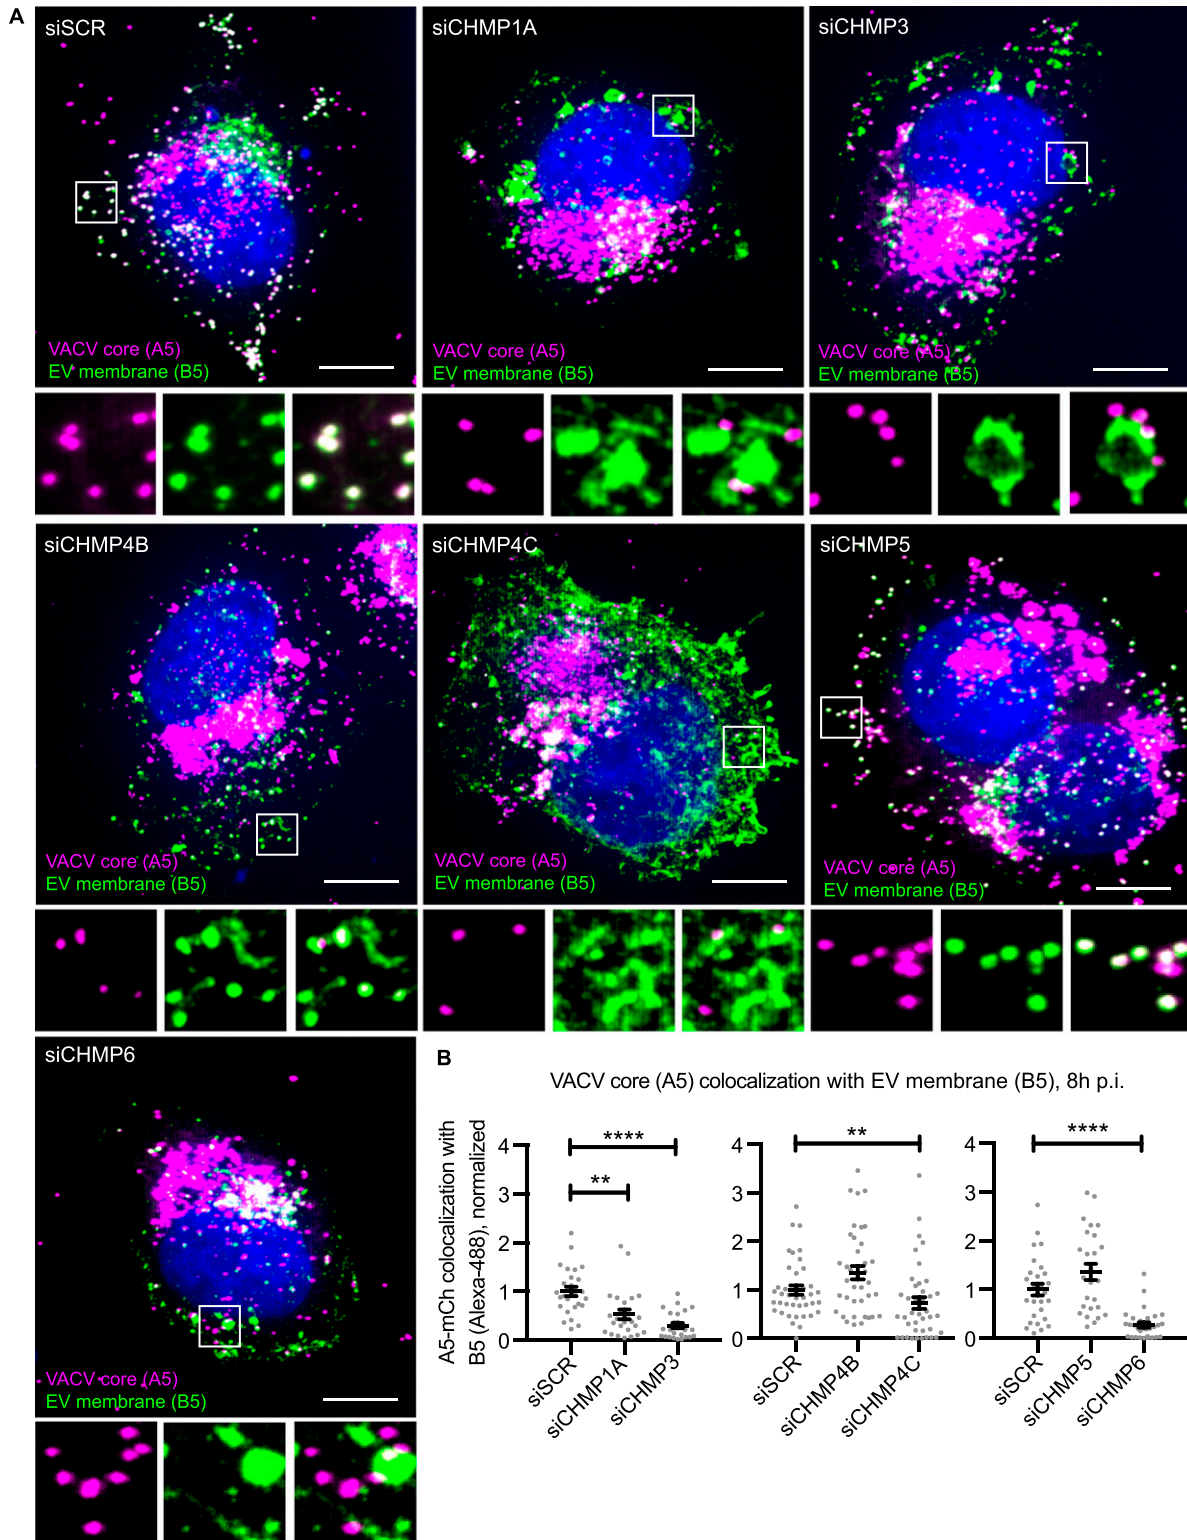 A
siSCR
siCHMP1A
siCHMP3
VACV core (A5)
EV membrane (B5)
VACV core (A5)
EV membrane (B5)
VACV core (A5)
EV membrane (B5)
siCHMP4B
siCHMP4C
siCHMP5
VACV core (A5)
EV membrane (B5)
VACV core (A5)
EV membrane (B5)
VACV core (A5)
EV membrane (B5)
siCHMP6
VACV core (A5)
EV membrane (B5)
B
VACV core (A5) colocalization with EV membrane (B5), 8h p.i.
A5-mCh colocalization with
B5 (Alexa-488), normalized
4
3
2
1
0
****
**
siSCR
siCHMP1A
siCHMP3
4
3
2
1
0
**
siSCR
siCHMP4B
siCHMP4C
4
3
2
1
0
****
siSCR
siCHMP5
siCHMP6